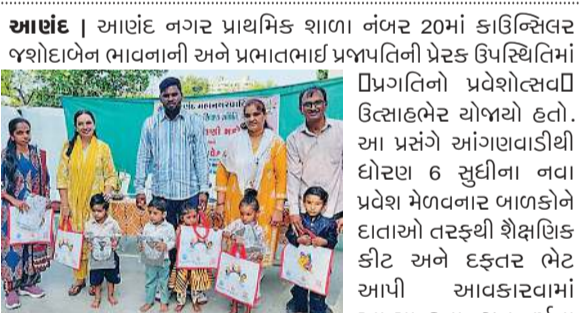 આણંદ | આણંદ નગર પ્રાથમિક શાળા નંબર 20માં કાઉન્સિલર
જશોદાબેન ભાવનાની અને પ્રભાતભાઈ પ્રજાપતિની પ્રેરક ઉપસ્થિતિમાં
પ્રગતિનો પ્રવેશોત્સવ
ઉત્સાહભેર યોજાયો હતો.
આ પ્રસંગે આંગણવાડીથી
ધોરણ 6 સુધીના નવા
પ્રવેશ મેળવનાર બાળકોને
દાતાઓ તરફથી શૈક્ષણિક
કીટ અને દફતર ભેટ
આપી આવકારવામાં